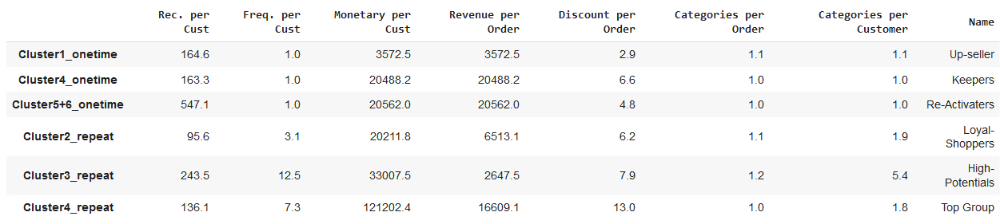 Rec. per Cust Freq. per Cust Monetary per Cust Revenue per Order Discount per Order Categories per Order Categories per Customer Name
Cluster1_onetime 164.6 1.0 3572.5 3572.5 2.9 1.1 1.1 Up-seller
Cluster4_onetime 163.3 1.0 20488.2 20488.2 6.6 1.0 1.0 Keepers
Cluster5+6_onetime 547.1 1.0 20562.0 20562.0 4.8 1.0 1.0 Re-Activaters
Cluster2_repeat 95.6 3.1 20211.8 6513.1 6.2 1.1 1.9 Loyal-Shoppers
Cluster3_repeat 243.5 12.5 33007.5 2647.5 7.9 1.2 5.4 High-Potentials
Cluster4_repeat 136.1 7.3 121202.4 16609.1 13.0 1.0 1.8 Top Group